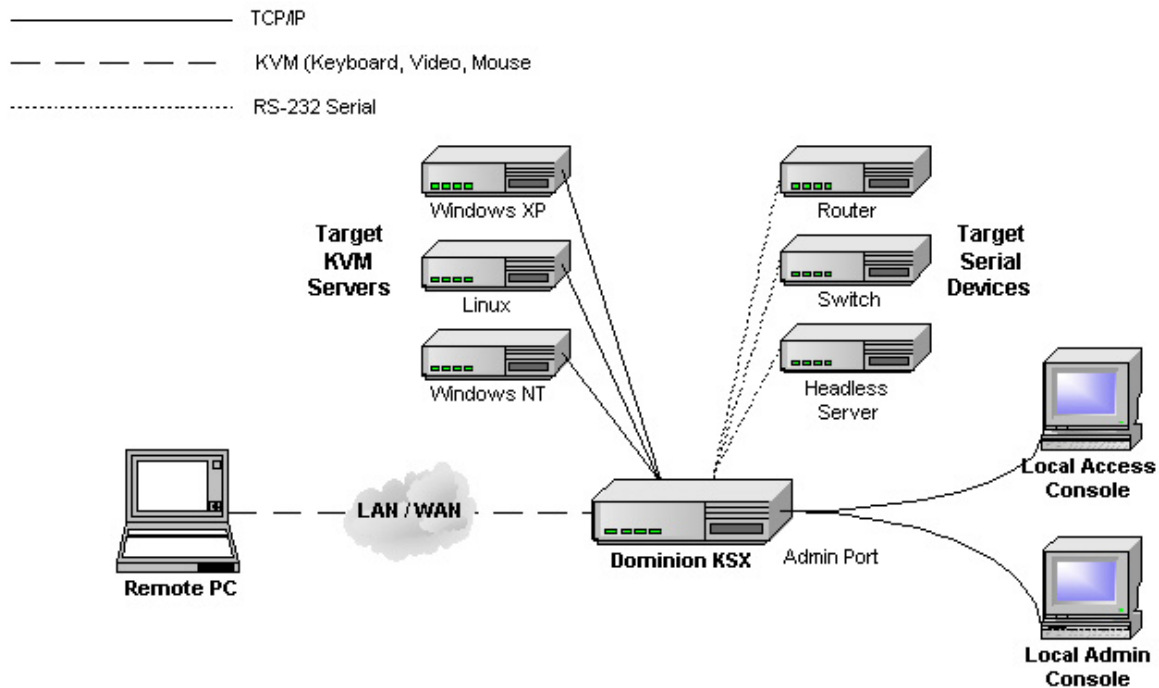 TCP/IP
KVM (Keyboard, Video, Mouse
RS-232 Serial
Windows XP
Router
Target
KVM
Servers
Target
Serial
Devices
Linux
Switch
Windows NT
Headless
Server
Local Access
Console
LAN / WAN
Dominion KSX
Admin Port
Remote PC
Local Admin
Console